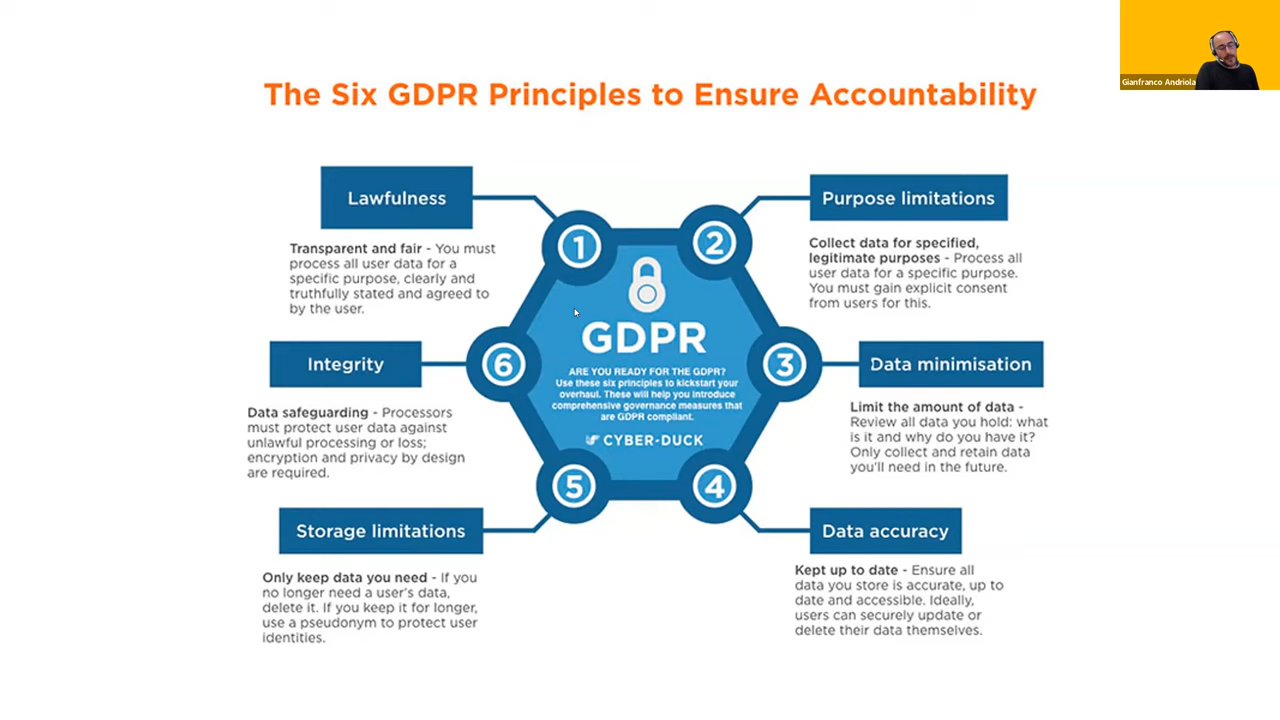 The Six GDPR Principles to Ensure Accountability
Gianfranco Andriola
Lawfulness
Transparent and fair - You must
process all user data for a
specific purpose, clearly and
truthfully stated and agreed to
by the user.
1
2
Purpose limitations
Collect data for specified,
legitimate purposes - Process all
user data for a specific purpose.
You must gain explicit consent
from users for this.
Integrity
Data safeguarding - Processors
must protect user data against
unlawful processing or loss;
encryption and privacy by design
are required.
6
GDPR
ARE YOU READY FOR THE GDPR?
Use these six principles to kickstart your
overhaul. These will help you introduce
comprehensive governance measures that
are GDPR compliant.
CYBER-DUCK
3
Data minimisation
Limit the amount of data -
Review all data you hold: what
is it and why do you have it?
Only collect and retain data
you'll need in the future.
Storage limitations
Only keep data you need - If you
no longer need a user's data,
delete it. If you keep it for longer,
use a pseudonym to protect user
identities.
5
4
Data accuracy
Kept up to date - Ensure all
data you store is accurate, up to
date and accessible. Ideally,
users can securely update or
delete their data themselves.